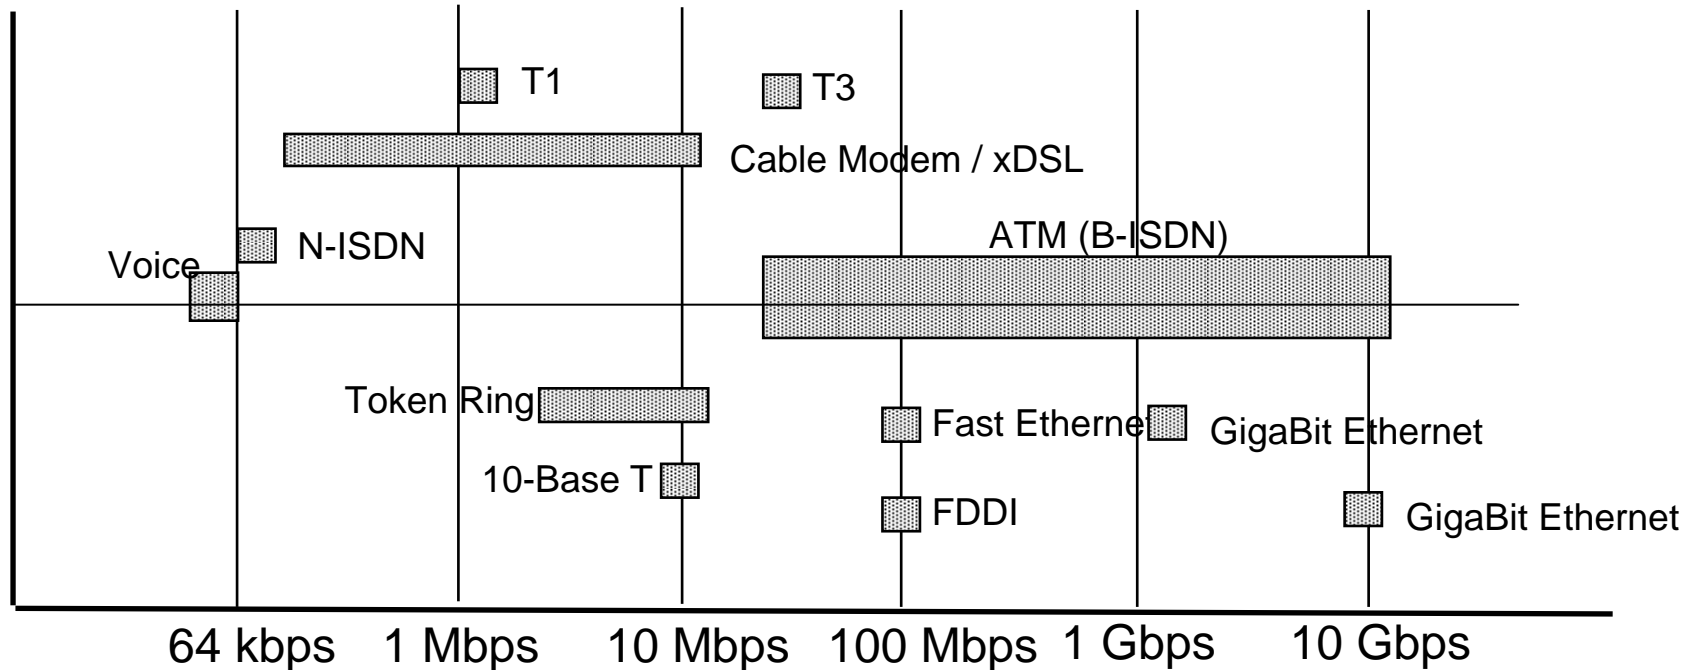 T1
T3
Cable Modem / xDSL
N-ISDN
ATM (B-ISDN)
Voice
Token Ring
Fast Ethernet
GigaBit Ethernet
10-Base T
FDDI
GigaBit Ethernet
64 kbps
1 Mbps
10 Mbps
100 Mbps
1 Gbps
10 Gbps